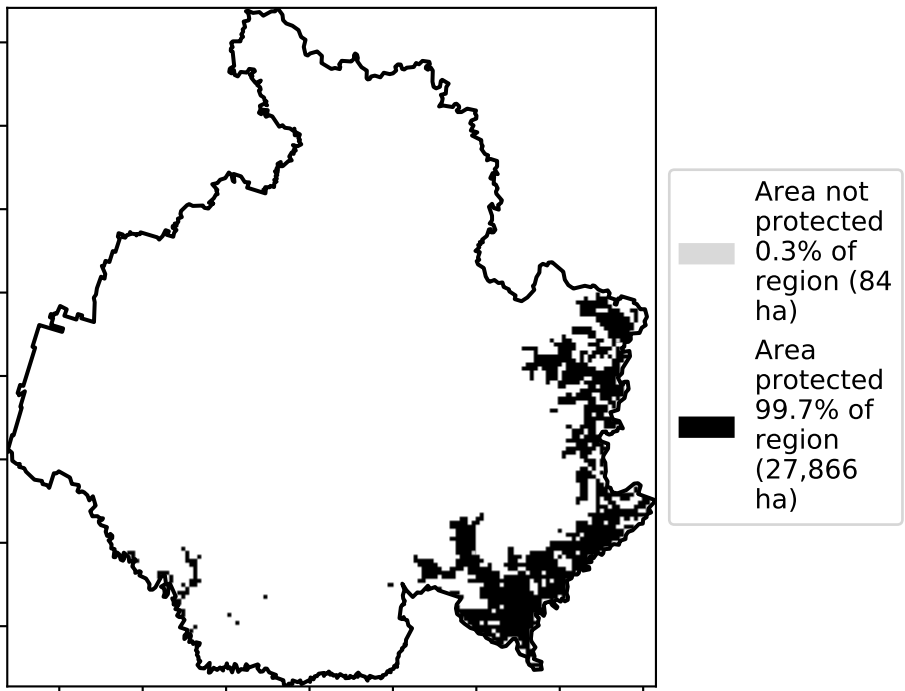 Area not
protected
0.3% of
region (84
ha)
Area
protected
99.7% of
region
(27,866
ha)